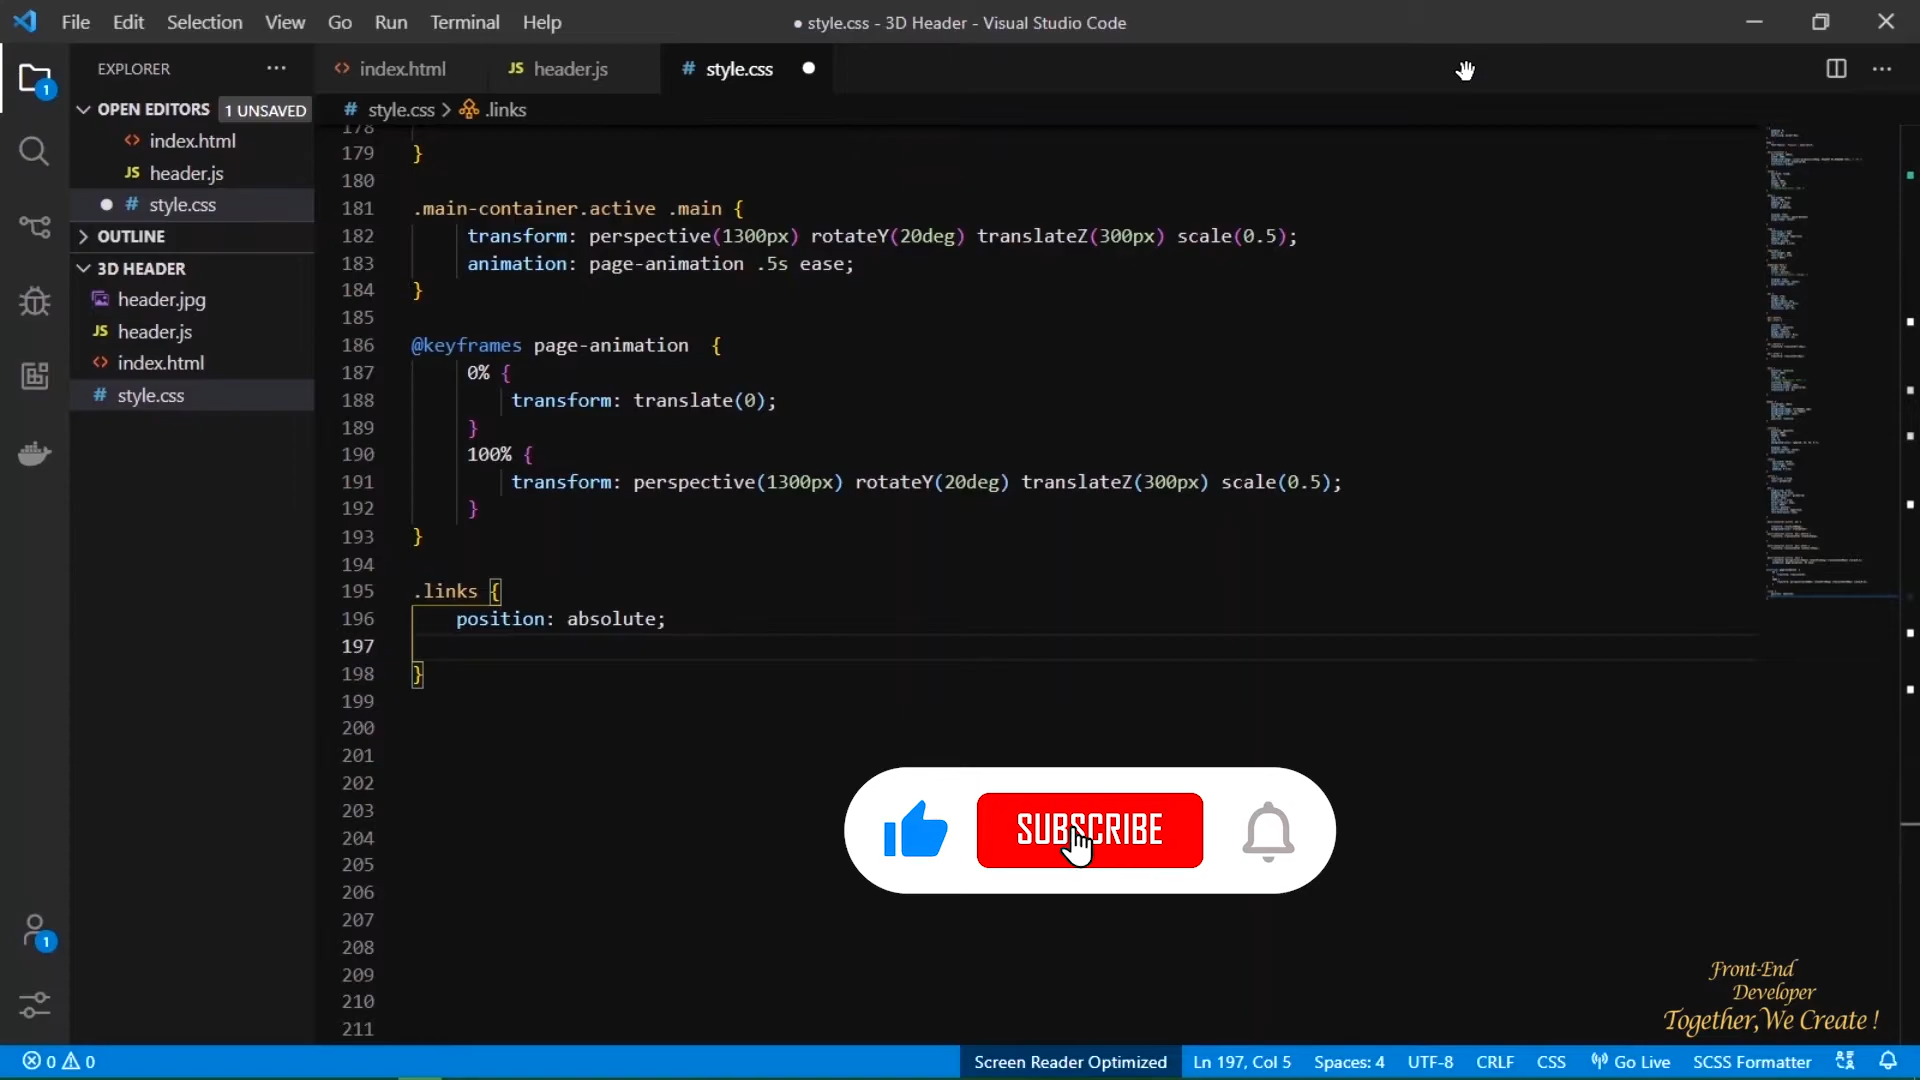 File Edit Selection View Go Run Terminal Help
● style.css - 3D Header - Visual Studio Code
EXPLORER ···
OPEN EDITORS 1 UNSAVED
<> index.html
JS header.js
● # style.css
OUTLINE
3D HEADER
header.jpg
JS header.js
<> index.html
# style.css
1
1
<> index.html JS header.js # style.css ●
# style.css > .links
178
179 }
180
181 .main-container.active .main {
182 transform: perspective(1300px) rotateY(20deg) translateZ(300px) scale(0.5);
183 animation: page-animation .5s ease;
184 }
185
186 @keyframes page-animation {
187 0% {
188 transform: translate(0);
189 }
190 100% {
191 transform: perspective(1300px) rotateY(20deg) translateZ(300px) scale(0.5);
192 }
193 }
194
195 .links {
196 position: absolute;
197
198 }
199
200
201
202
203
204
205
206
207
208
209
210
211
SUBSCRIBE
Front-End
Developer
Together,We Create !
0 0 Screen Reader Optimized Ln 197, Col 5 Spaces: 4 UTF-8 CRLF CSS Go Live SCSS Formatter